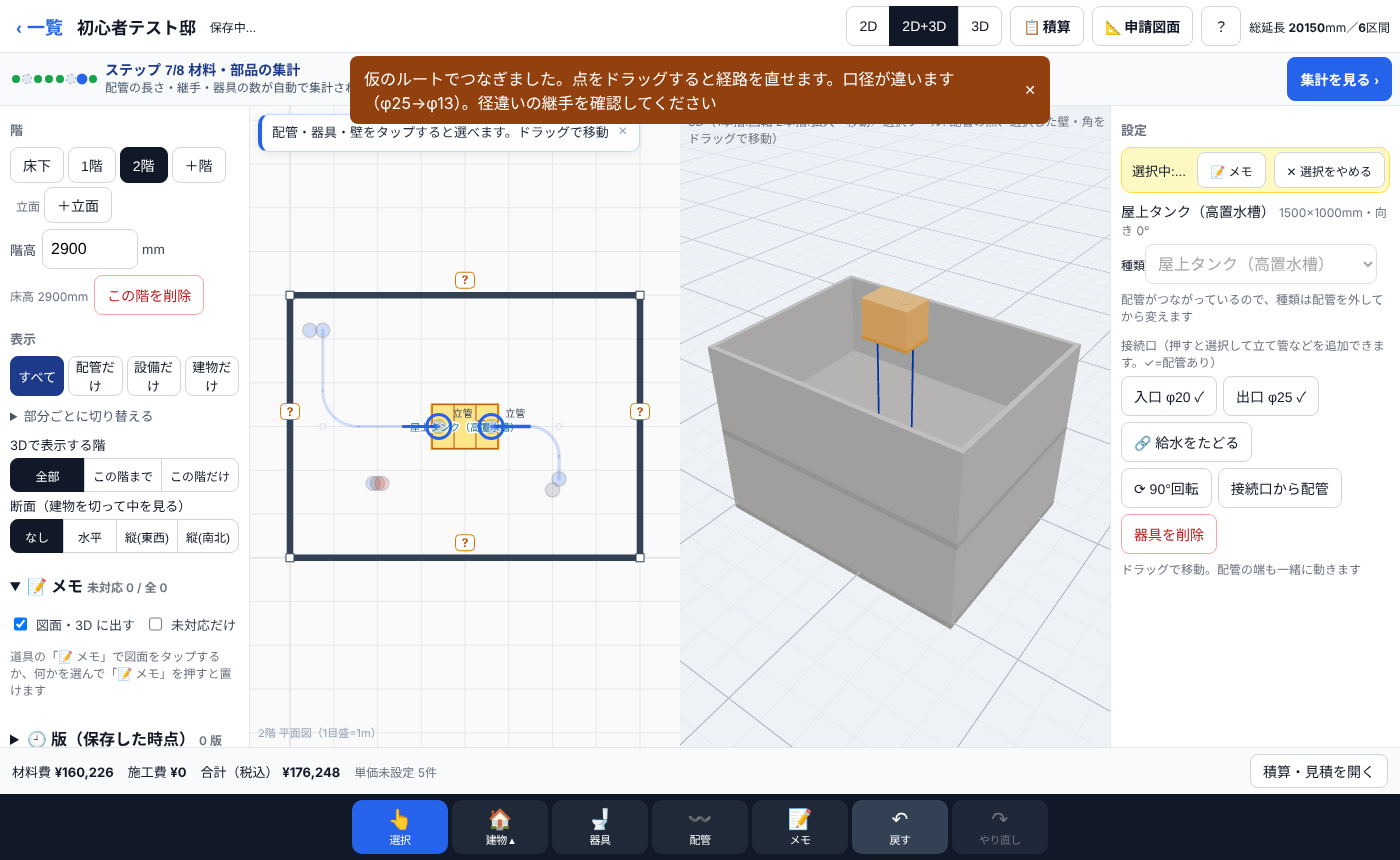 ‹ 一覧 初心者テスト邸 保存中...
2D 2D+3D 3D 📋 積算 📐 申請図面 ? 総延長 20150mm／6区間
ステップ 7/8 材料・部品の集計
配管の長さ・継手・器具の数が自動で集計さ
仮のルートでつなぎました。点をドラッグすると経路を直せます。口径が違います
（φ25→φ13）。径違いの継手を確認してください
×
集計を見る ›
階
床下 1階 2階 ＋階
立面 ＋立面
階高 2900 mm
床高 2900mm この階を削除
表示
すべて 配管だけ 設備だけ 建物だけ
▶ 部分ごとに切り替える
3Dで表示する階
全部 この階まで この階だけ
断面（建物を切って中を見る）
なし 水平 縦(東西) 縦(南北)
▼ 📝 メモ 未対応 0 / 全 0
図面・3D に出す 未対応だけ
道具の「📝 メモ」で図面をタップする
か、何かを選んで「📝 メモ」を押すと置
けます
▶ 🕘 版（保存した時点） 0 版
配管・器具・壁をタップすると選べます。ドラッグで移動 ×
?
?
?
?
立管 立管
屋上タンク（高置水槽）
2階 平面図（1目盛=1m）
ドラッグで移動）
設定
選択中:... 📝 メモ ✕ 選択をやめる
屋上タンク（高置水槽） 1500×1000mm・向
き 0°
種類 屋上タンク（高置水槽）
配管がつながっているので、種類は配管を外して
から変えます
接続口（押すと選択して立て管などを追加できま
す。✓=配管あり）
入口 φ20 ✓ 出口 φ25 ✓
🔗 給水をたどる
⟳ 90°回転 接続口から配管
器具を削除
ドラッグで移動。配管の端も一緒に動きます
材料費 ¥160,226 施工費 ¥0 合計（税込） ¥176,248 単価未設定 5件
積算・見積を開く
選択 建物▲ 器具 配管 メモ 戻す やり直し